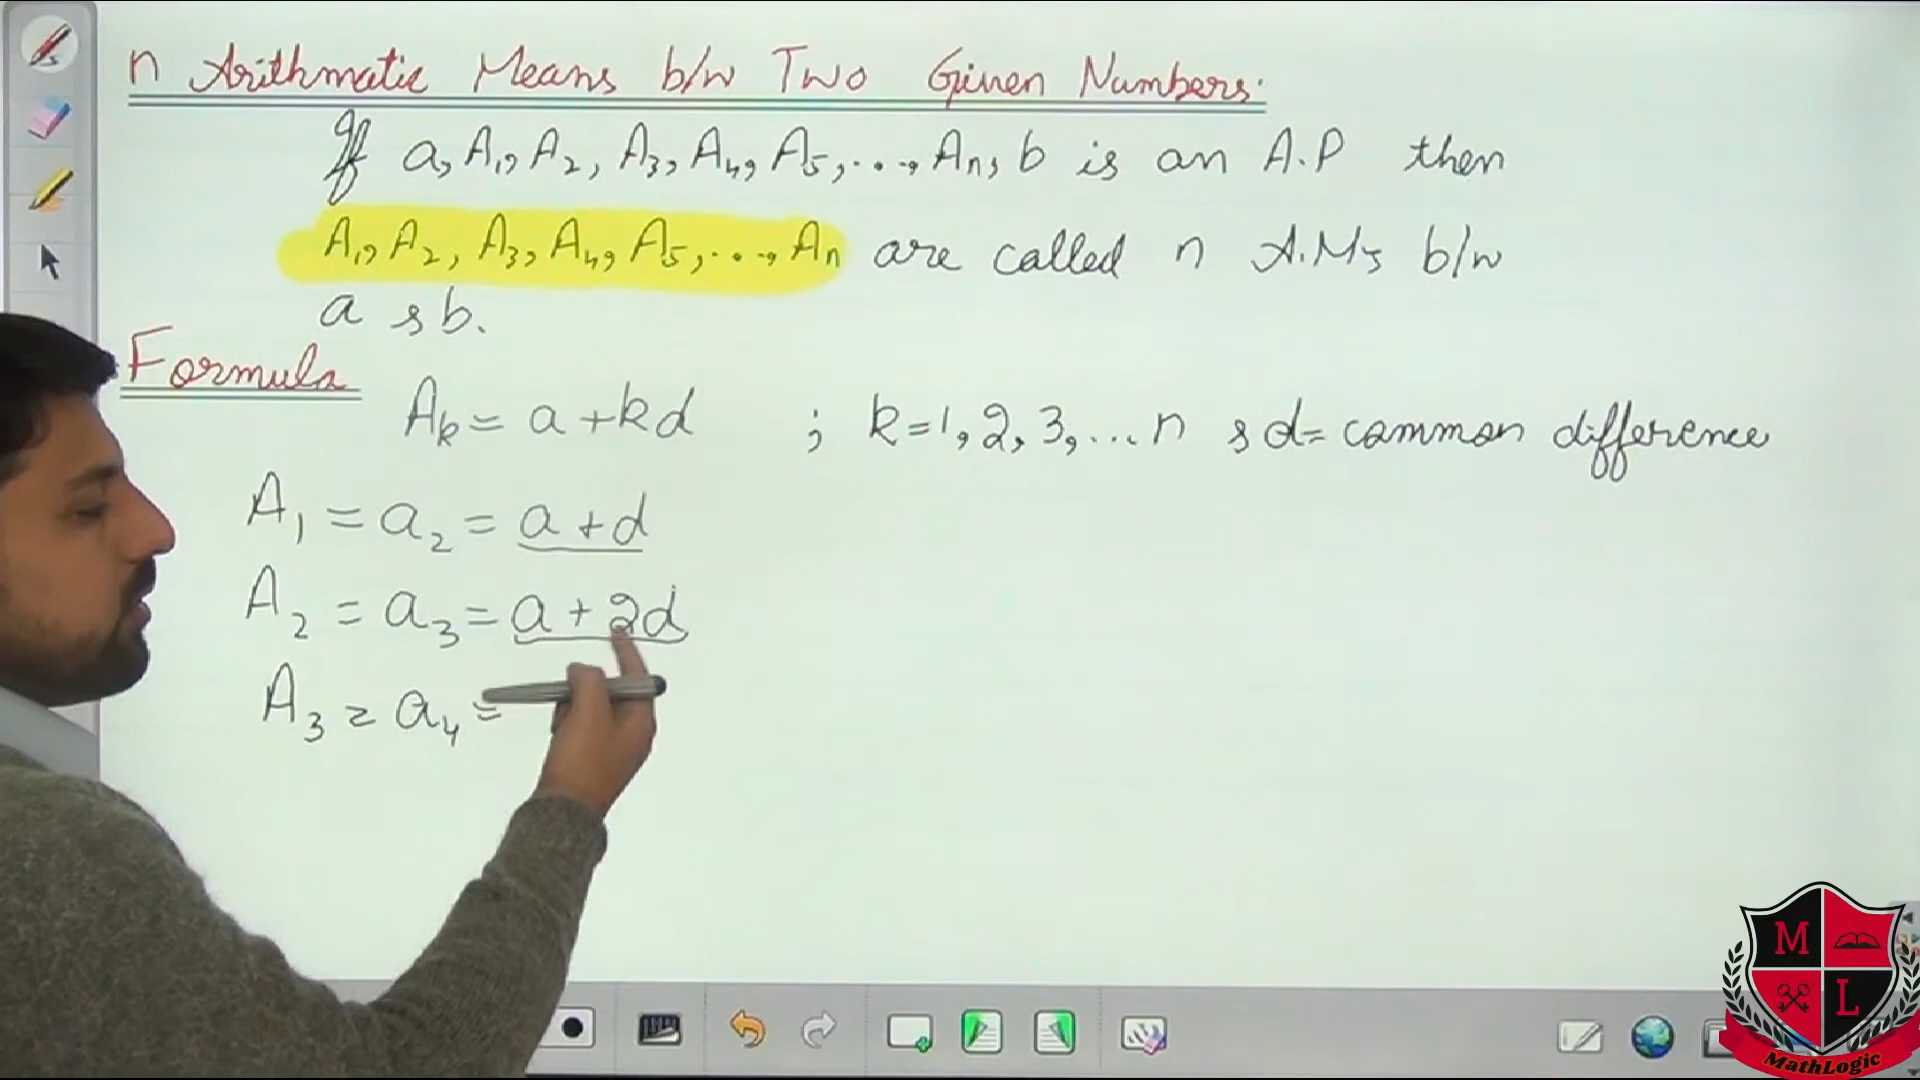 n Arithmatic Means b/w Two Given Numbers:
If a, A₁, A₂, A₃, A₄, A₅, ...., Aₙ, b is an A.P then
A₁, A₂, A₃, A₄, A₅, ...., Aₙ are called n A.Ms b/w
a & b.
Formula
Aₖ = a + kd ; k = 1, 2, 3, ... n & d = common difference
A₁ = a₂ = a + d
A₂ = a₃ = a + 2d
A₃ = a₄ =
M
L
MathLogic